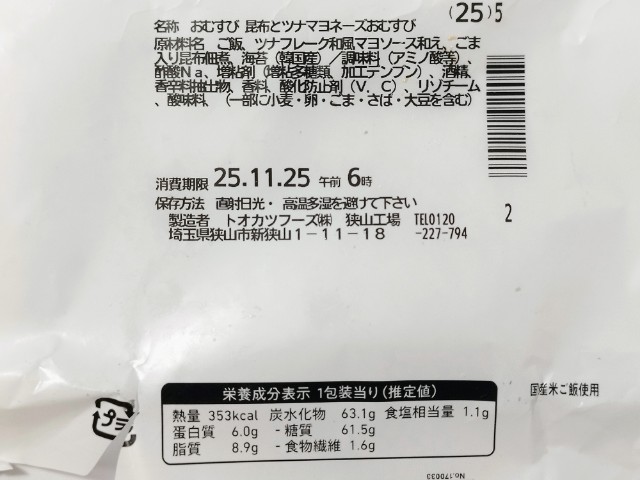 (25)5
名称 おむすび 昆布とツナマヨネーズおむすび
原材料名 ご飯、ツナフレーク和風マヨソース和え、ごま
入り昆布佃煮、海苔（韓国産）／調味料（アミノ酸等）、
酢酸Ｎａ、増粘剤（増粘多糖類、加工デンプン）、酒精、
香辛料抽出物、香料、酸化防止剤（Ｖ．Ｃ）、リゾチーム
、酸味料、（一部に小麦・卵・ごま・さば・大豆を含む）
消費期限 25.11.25 午前 6時
保存方法 直射日光・高温多湿を避けて下さい
製造者 トオカツフーズ㈱ 狭山工場 TEL0120
埼玉県狭山市新狭山１－１１－１８ -227-794
2
栄養成分表示 1包装当り(推定値)
熱量 353kcal 炭水化物 63.1g 食塩相当量 1.1g
蛋白質 6.0g - 糖質 61.5g
脂質 8.9g - 食物繊維 1.6g
国産米ご飯使用
プラ
No.170030